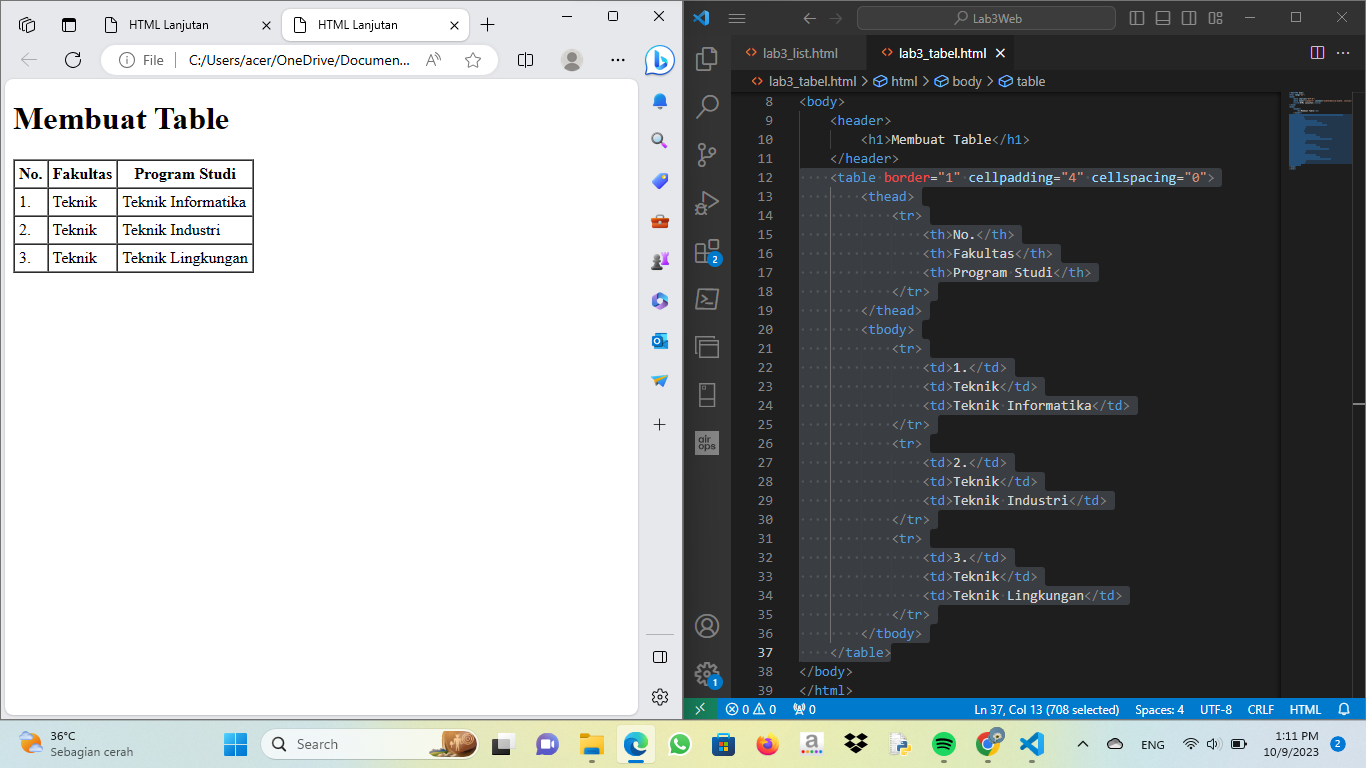 HTML Lanjutan
HTML Lanjutan
File
C:/Users/acer/OneDrive/Documen...
Membuat Table
No. Fakultas Program Studi
1. Teknik Teknik Informatika
2. Teknik Teknik Industri
3. Teknik Teknik Lingkungan
Lab3Web
lab3_list.html
lab3_tabel.html
lab3_tabel.html > html > body > table
8 <body>
9 <header>
10 <h1>Membuat Table</h1>
11 </header>
12 <table border="1" cellpadding="4" cellspacing="0">
13 <thead>
14 <tr>
15 <th>No.</th>
16 <th>Fakultas</th>
17 <th>Program Studi</th>
18 </tr>
19 </thead>
20 <tbody>
21 <tr>
22 <td>1.</td>
23 <td>Teknik</td>
24 <td>Teknik Informatika</td>
25 </tr>
26 <tr>
27 <td>2.</td>
28 <td>Teknik</td>
29 <td>Teknik Industri</td>
30 </tr>
31 <tr>
32 <td>3.</td>
33 <td>Teknik</td>
34 <td>Teknik Lingkungan</td>
35 </tr>
36 </tbody>
37 </table>
38 </body>
39 </html>
2
air ops
1
0 0 0
Ln 37, Col 13 (708 selected)
Spaces: 4
UTF-8
CRLF
HTML
36°C
Sebagian cerah
Search
ENG
1:11 PM
10/9/2023
2